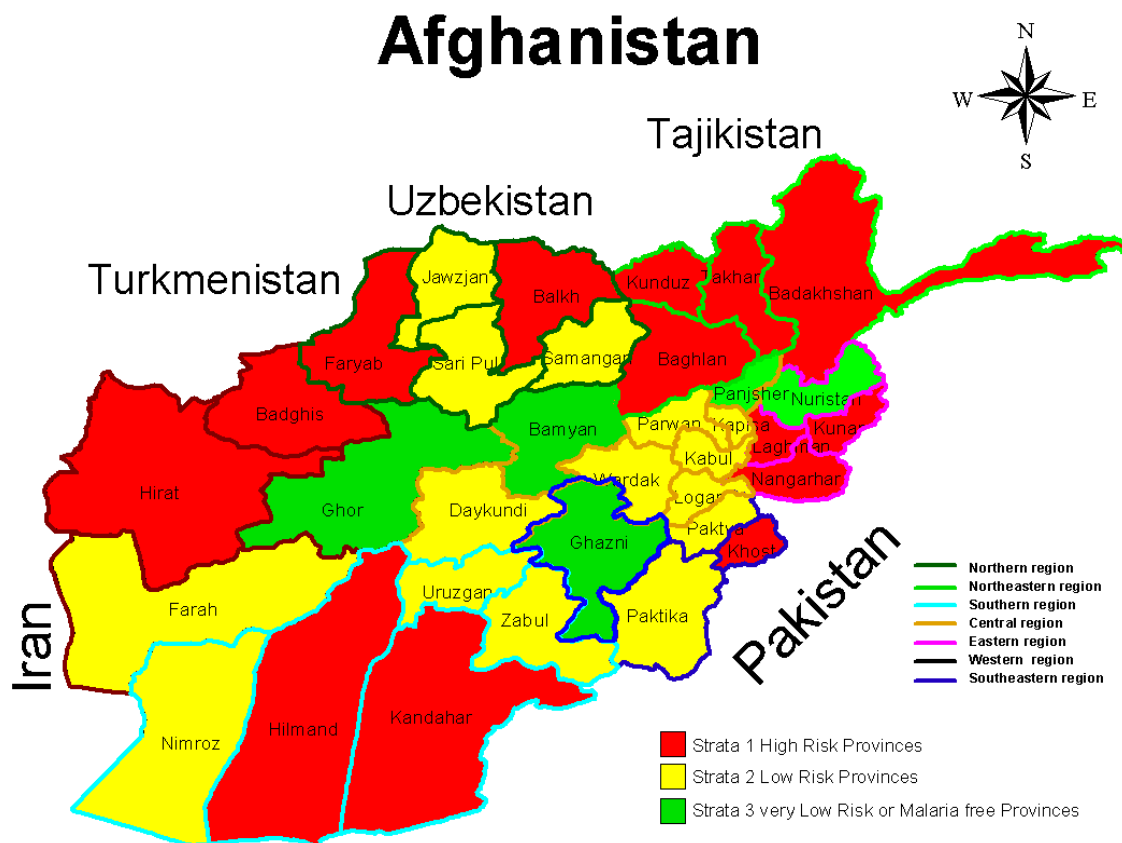 Afghanistan
N
W
E
S
Tajikistan
Uzbekistan
Turkmenistan
Jawzjan
Balkh
Kunduz
Takhar
Badakhshan
Faryab
Sari Pul
Samangan
Baghlan
Panjsher
Nuristan
Badghis
Bamyan
Parwan
Kapisa
Laghman
Kunar
Kabul
Hirat
Wardak
Nangarhar
Ghor
Daykundi
Logar
Paktya
Ghazni
Khost
Pakistan
Iran
Farah
Uruzgan
Zabul
Paktika
Nimroz
Hilmand
Kandahar
Northern region
Northeastern region
Southern region
Central region
Eastern region
Western region
Southeastern region
Strata 1 High Risk Provinces
Strata 2 Low Risk Provinces
Strata 3 very Low Risk or Malaria free Provinces